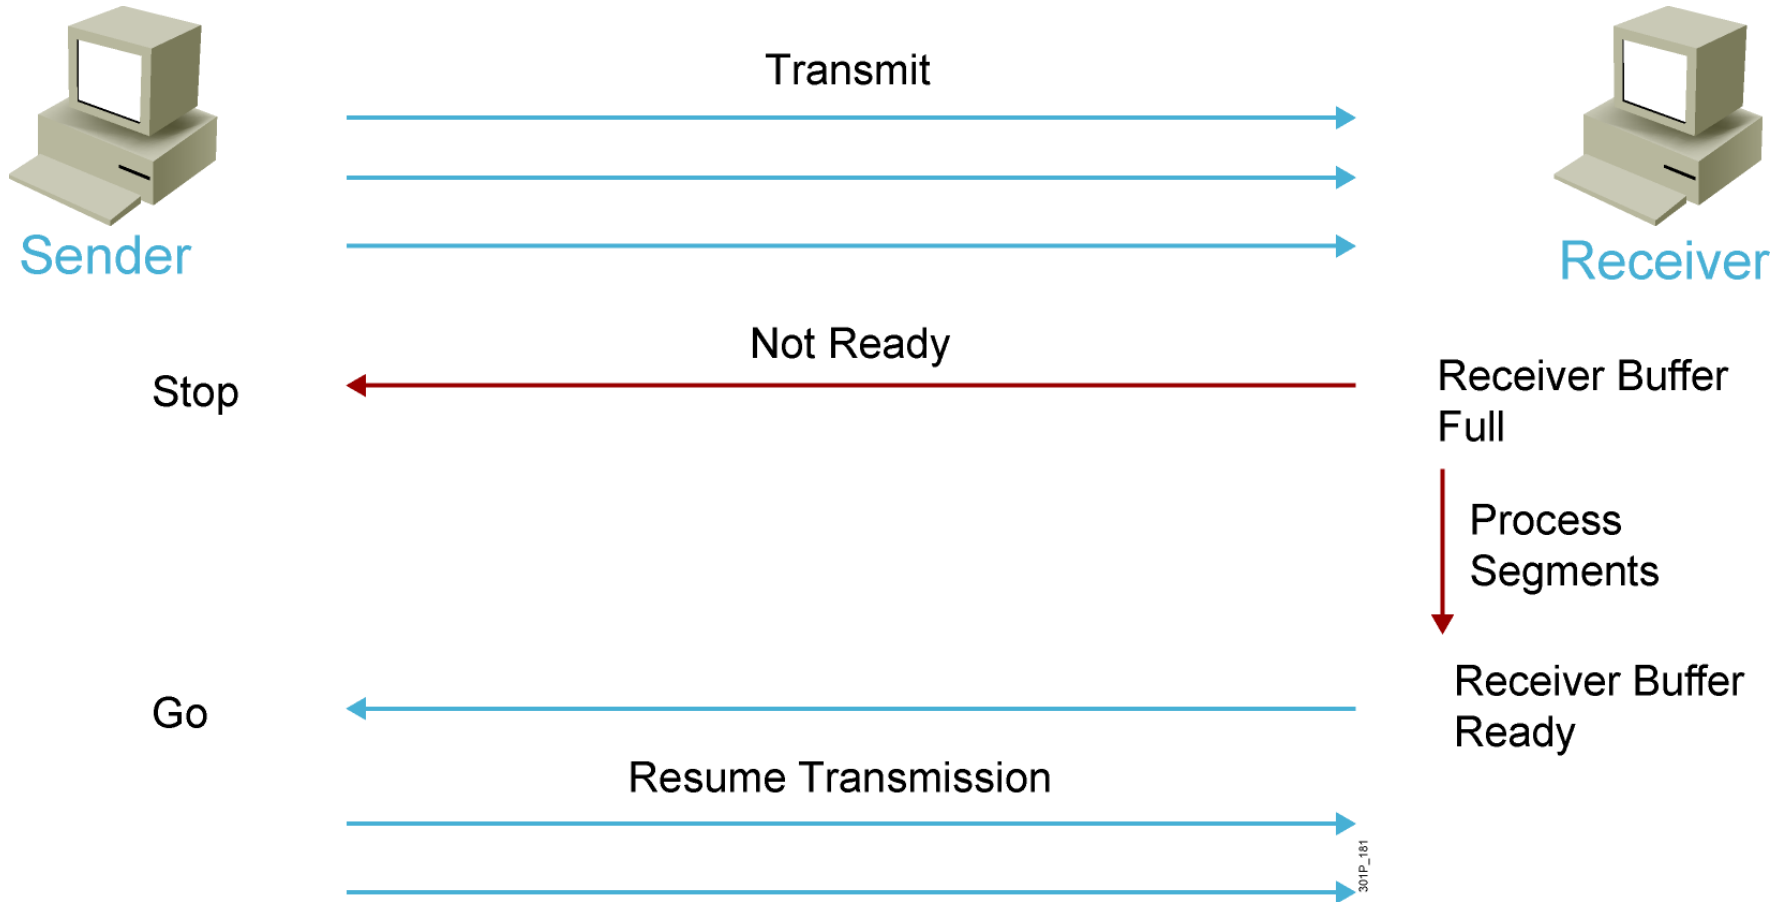 Transmit
Sender
Receiver
Not Ready
Stop
Receiver Buffer
Full
Process
Segments
Go
Receiver Buffer
Ready
Resume Transmission
301P_181